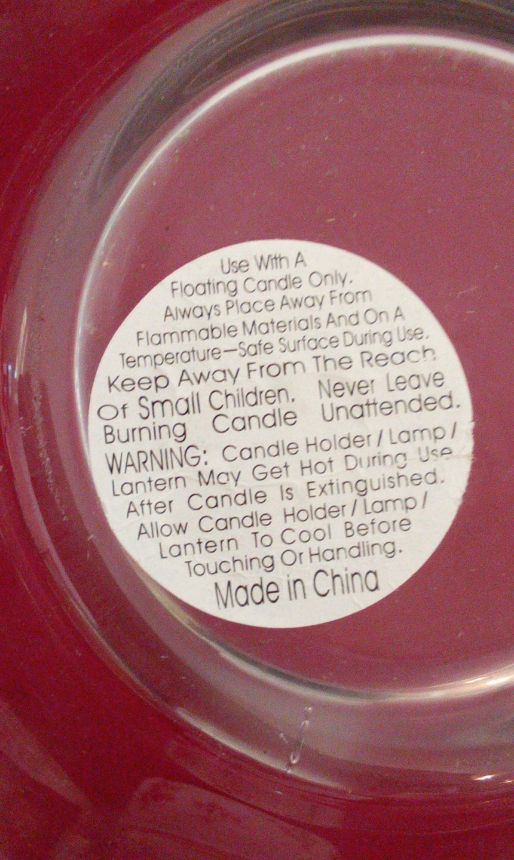 Use With A
Floating Candle Only.
Always Place Away From
Flammable Materials And On A
Temperature—Safe Surface During Use.
Keep Away From The Reach
Of Small Children. Never Leave
Burning Candle Unattended.
WARNING: Candle Holder / Lamp /
Lantern May Get Hot During Use
After Candle Is Extinguished.
Allow Candle Holder / Lamp /
Lantern To Cool Before
Touching Or Handling.
Made in China